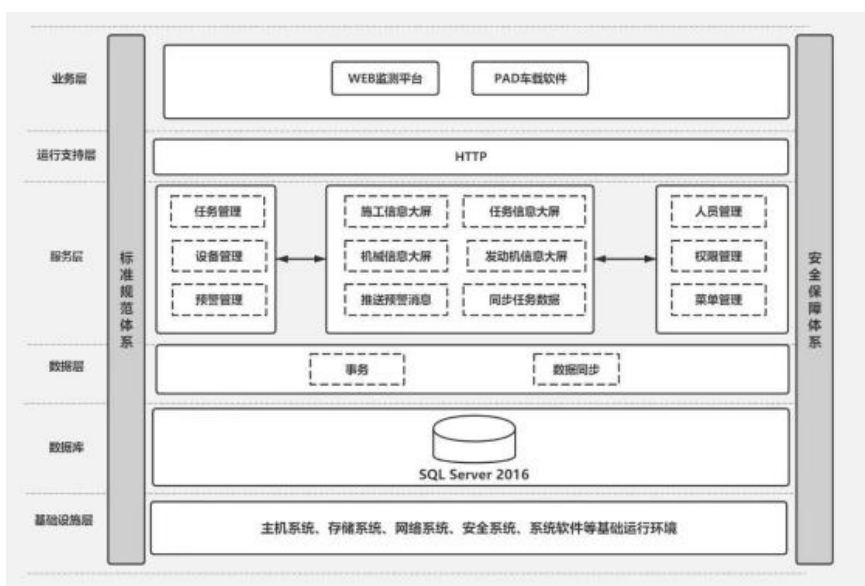 业务层
WEB监测平台
PAD车载软件
运行支持层
HTTP
服务层
任务管理
设备管理
预警管理
施工信息大屏
任务信息大屏
机械信息大屏
发动机信息大屏
推送预警消息
同步任务数据
人员管理
权限管理
菜单管理
标准规范体系
安全保障体系
数据层
事务
数据同步
数据库
SQL Server 2016
基础设施层
主机系统、存储系统、网络系统、安全系统、系统软件等基础运行环境